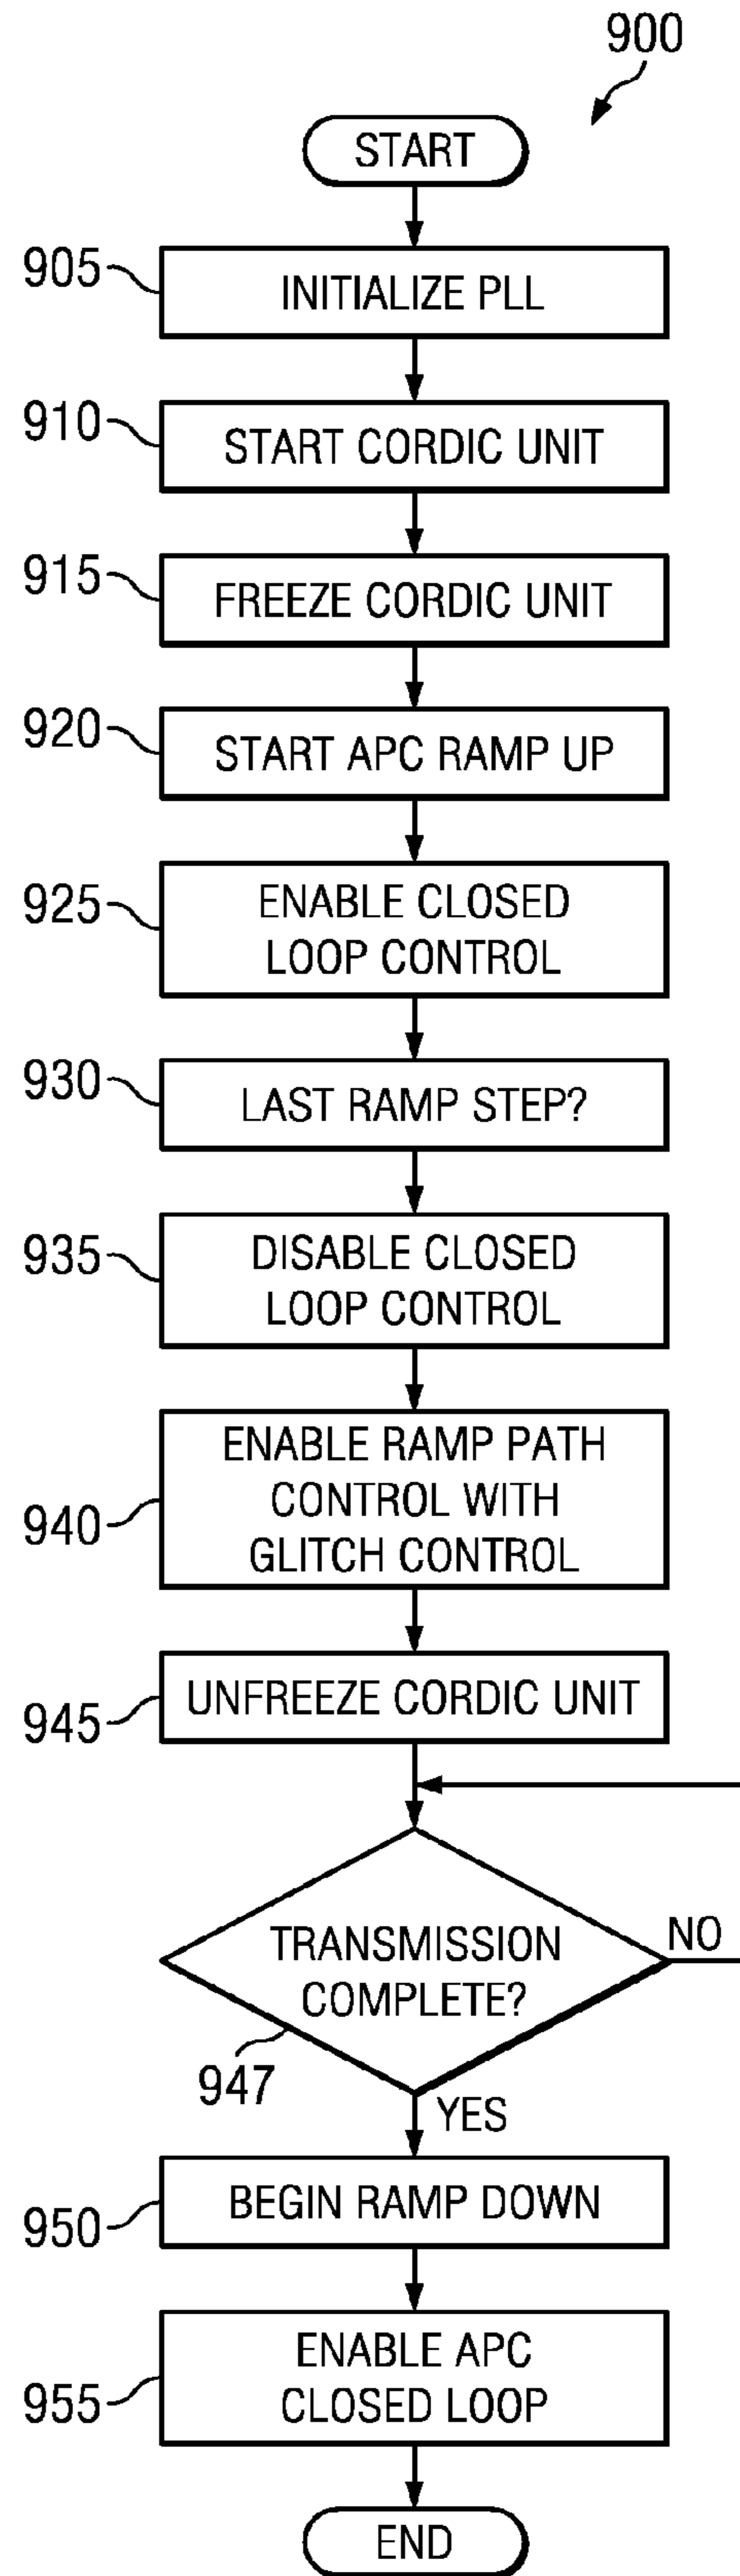 900
START
905
INITIALIZE PLL
910
START CORDIC UNIT
915
FREEZE CORDIC UNIT
920
START APC RAMP UP
925
ENABLE CLOSED
LOOP CONTROL
930
LAST RAMP STEP?
935
DISABLE CLOSED
LOOP CONTROL
940
ENABLE RAMP PATH
CONTROL WITH
GLITCH CONTROL
945
UNFREEZE CORDIC UNIT
TRANSMISSION
COMPLETE?
NO
947
YES
950
BEGIN RAMP DOWN
955
ENABLE APC
CLOSED LOOP
END